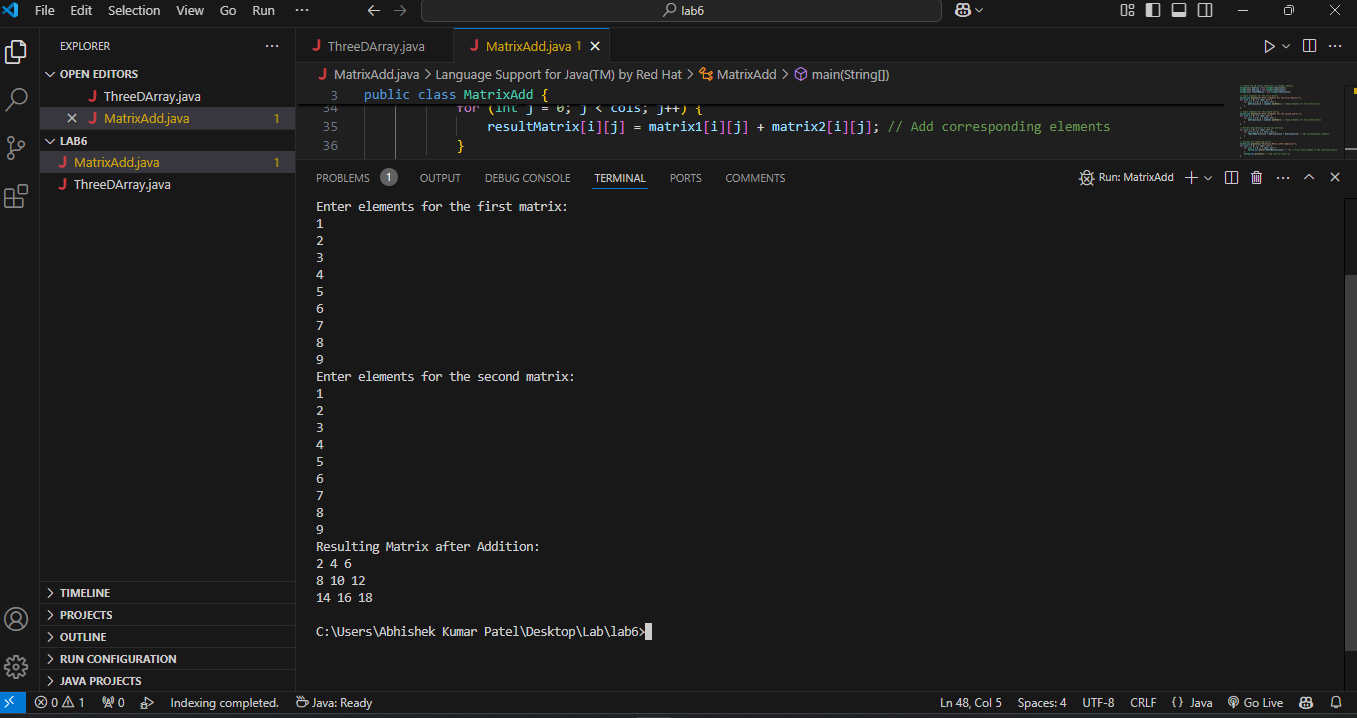 File Edit Selection View Go Run ··· lab6
EXPLORER ···
OPEN EDITORS
ThreeDArray.java
MatrixAdd.java 1
LAB6
MatrixAdd.java 1
ThreeDArray.java
TIMELINE
PROJECTS
OUTLINE
RUN CONFIGURATION
JAVA PROJECTS
ThreeDArray.java MatrixAdd.java 1
MatrixAdd.java > Language Support for Java(TM) by Red Hat > MatrixAdd > main(String[])
3 public class MatrixAdd {
34 for (int j = 0; j < cols; j++) {
35 resultMatrix[i][j] = matrix1[i][j] + matrix2[i][j]; // Add corresponding elements
36 }
PROBLEMS 1 OUTPUT DEBUG CONSOLE TERMINAL PORTS COMMENTS Run: MatrixAdd
Enter elements for the first matrix:
1
2
3
4
5
6
7
8
9
Enter elements for the second matrix:
1
2
3
4
5
6
7
8
9
Resulting Matrix after Addition:
2 4 6
8 10 12
14 16 18
C:\Users\Abhishek Kumar Patel\Desktop\Lab\lab6>
0 1 0 Indexing completed. Java: Ready Ln 48, Col 5 Spaces: 4 UTF-8 CRLF {} Java Go Live